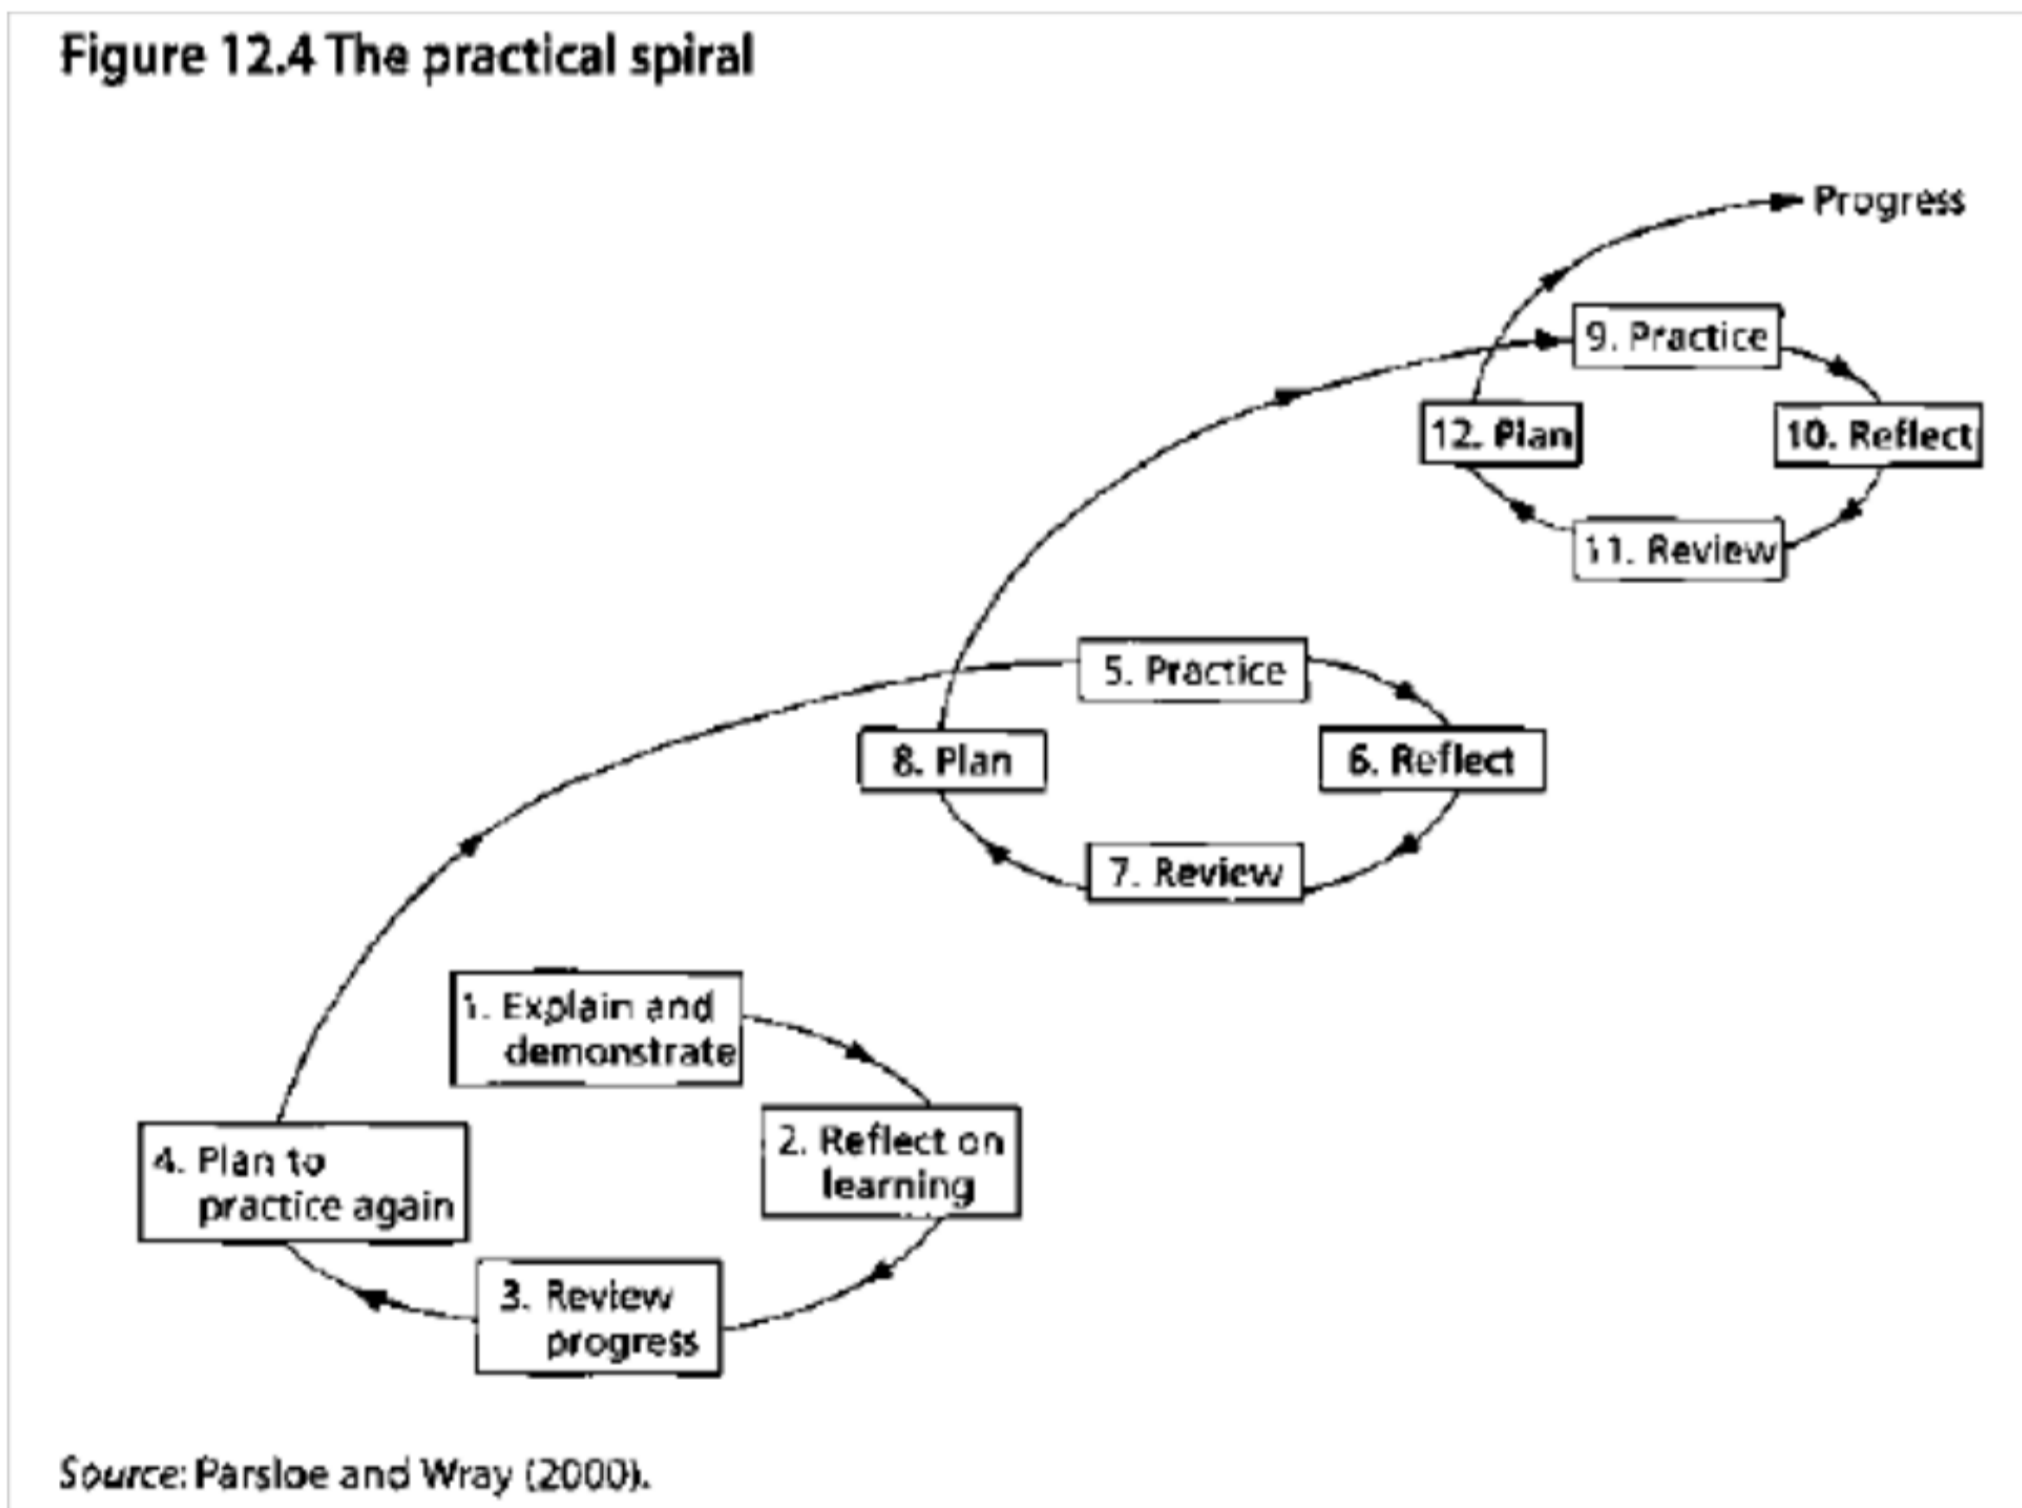 Figure 12.4 The practical spiral
Progress
9. Practice
12. Plan
10. Reflect
11. Review
5. Practice
8. Plan
6. Reflect
7. Review
1. Explain and
demonstrate
2. Reflect on
learning
4. Plan to
practice again
3. Review
progress
Source: Parsloe and Wray (2000).